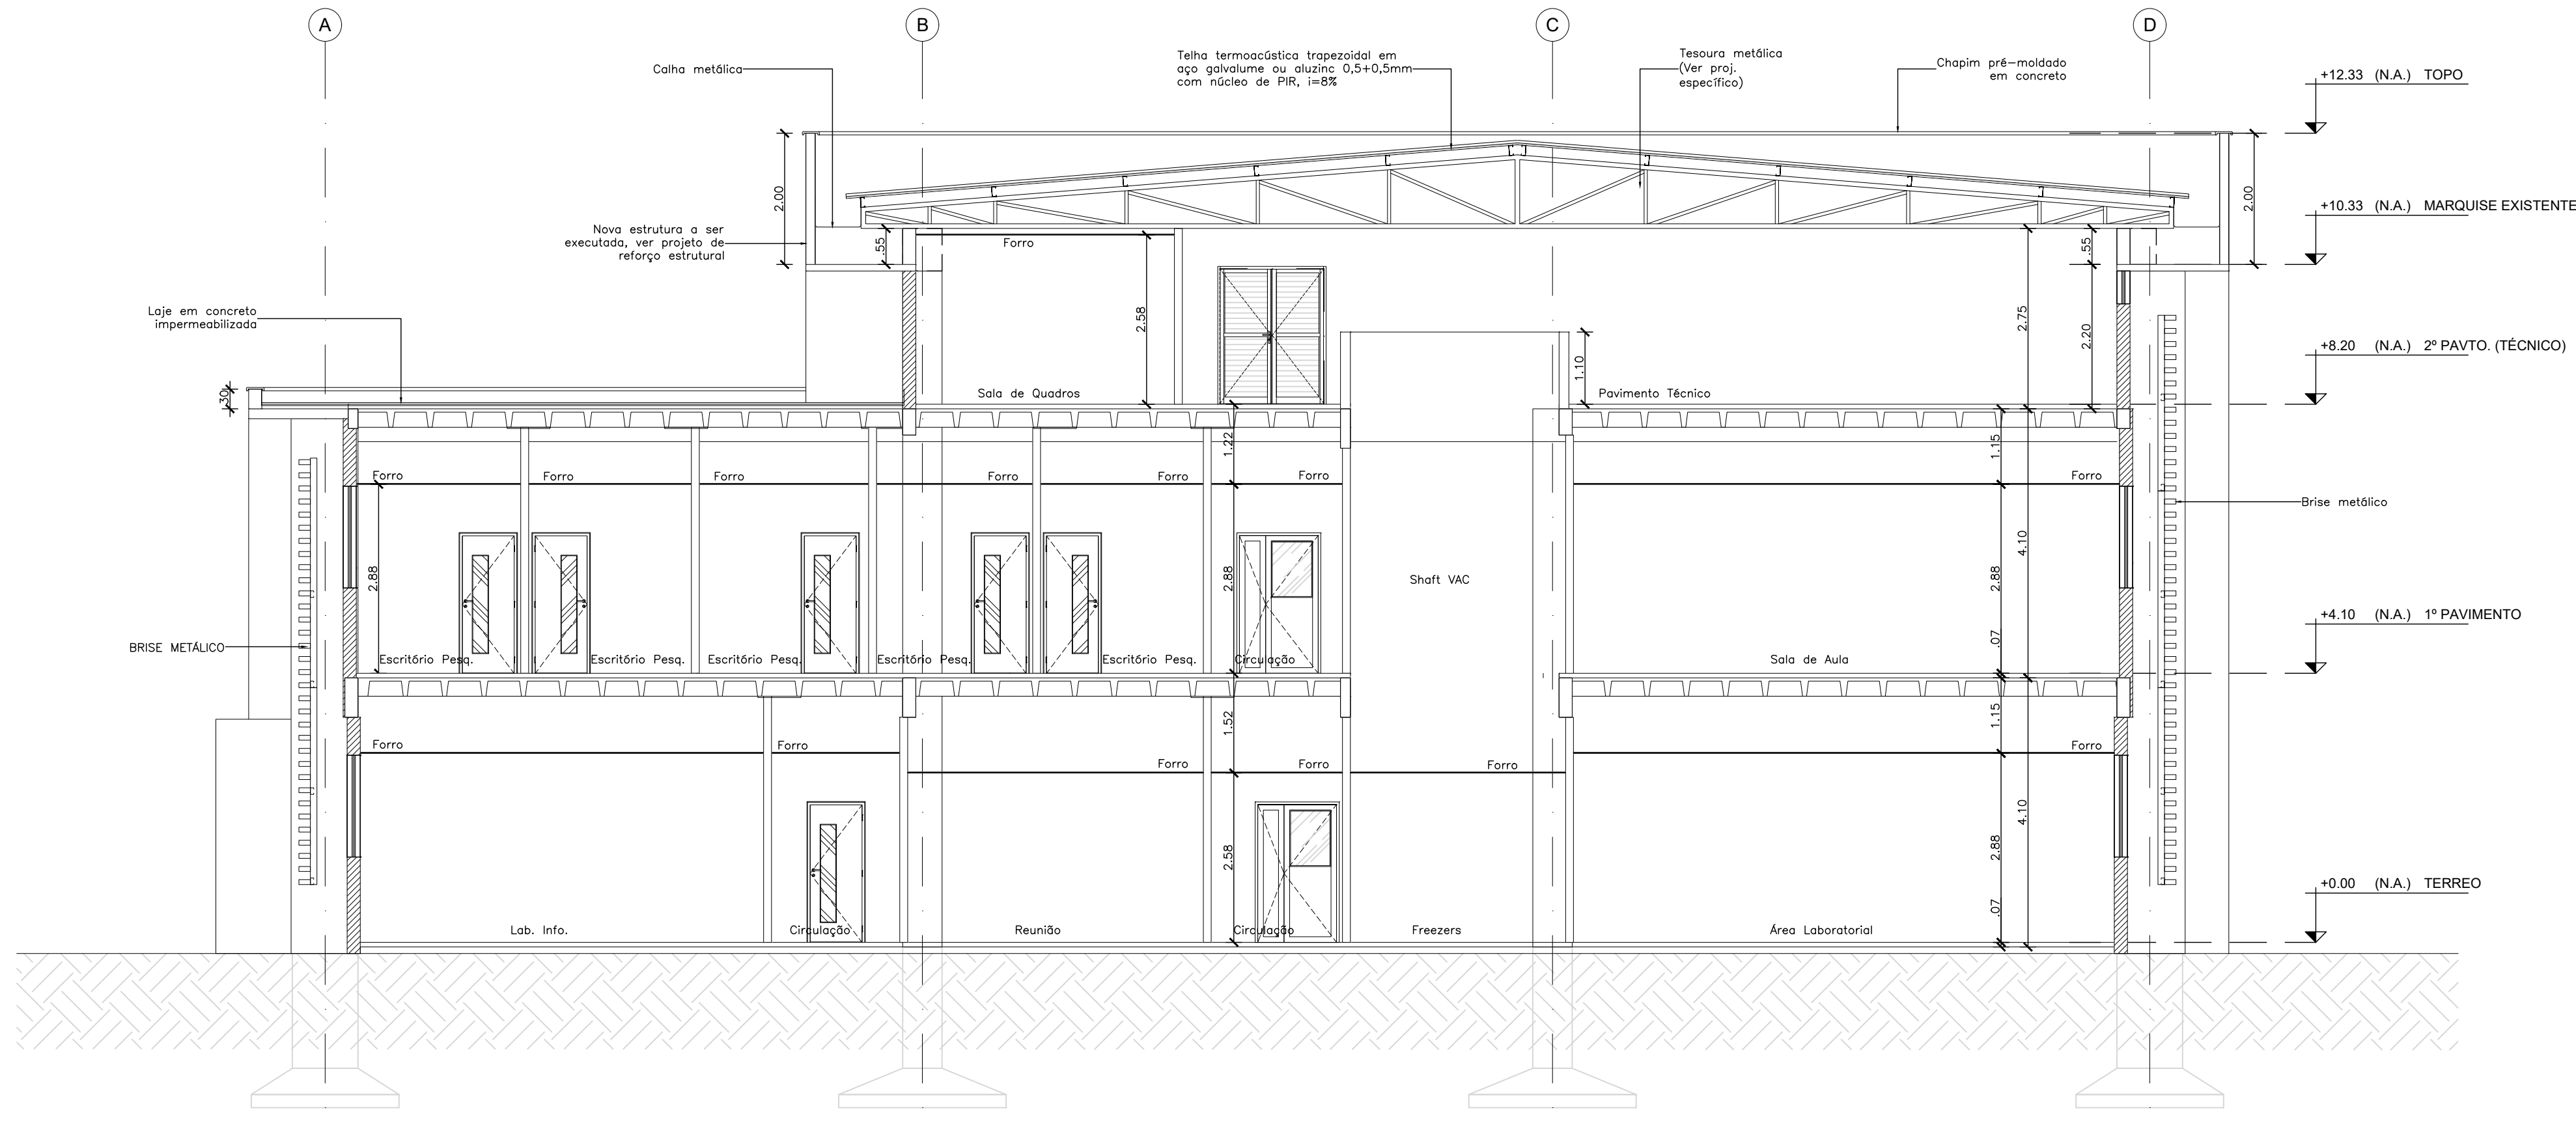 A
B
C
D
Calha metálica
Telha termoacústica trapezoidal em
aço galvalume ou aluzinc 0,5+0,5mm
com núcleo de PIR, i=8%
Tesoura metálica
(Ver proj.
específico)
Chapim pré-moldado
em concreto
+12.33 (N.A.) TOPO
2.00
2.00
+10.33 (N.A.) MARQUISE EXISTENTE
Nova estrutura a ser
executada, ver projeto de
reforço estrutural
.55
Forro
.55
Laje em concreto
impermeabilizada
2.58
2.75
2.20
+8.20 (N.A.) 2º PAVTO. (TÉCNICO)
1.10
.30
Sala de Quadros
Pavimento Técnico
1.22
1.15
Forro
Forro
Forro
Forro
Forro
Forro
Forro
Brise metálico
4.10
2.88
2.88
2.88
Shaft VAC
+4.10 (N.A.) 1º PAVIMENTO
.07
BRISE METÁLICO
Escritório Pesq.
Escritório Pesq.
Escritório Pesq.
Escritório Pesq.
Escritório Pesq.
Circulação
Sala de Aula
1.52
1.15
Forro
Forro
Forro
Forro
Forro
Forro
4.10
2.58
2.88
+0.00 (N.A.) TERREO
.07
Lab. Info.
Circulação
Reunião
Circulação
Freezers
Área Laboratorial